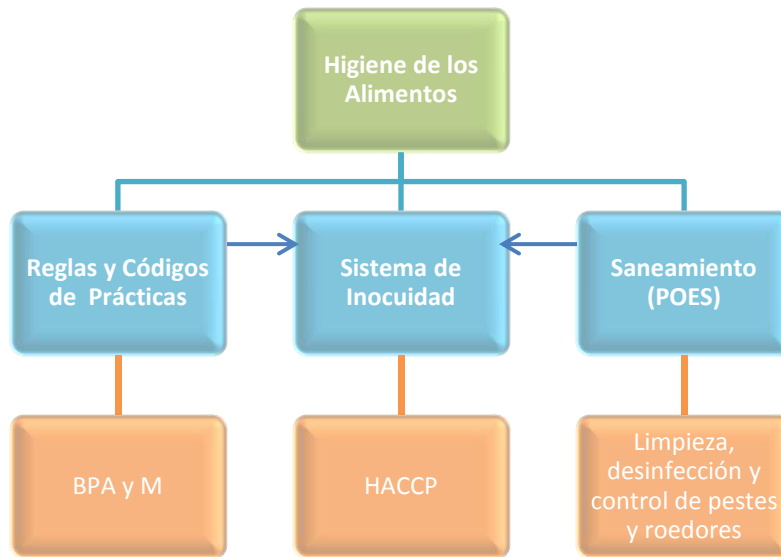 Higiene de los
Alimentos
Reglas y Códigos
de Prácticas
Sistema de
Inocuidad
Saneamiento
(POES)
BPA y M
HACCP
Limpieza,
desinfección y
control de pestes
y roedores